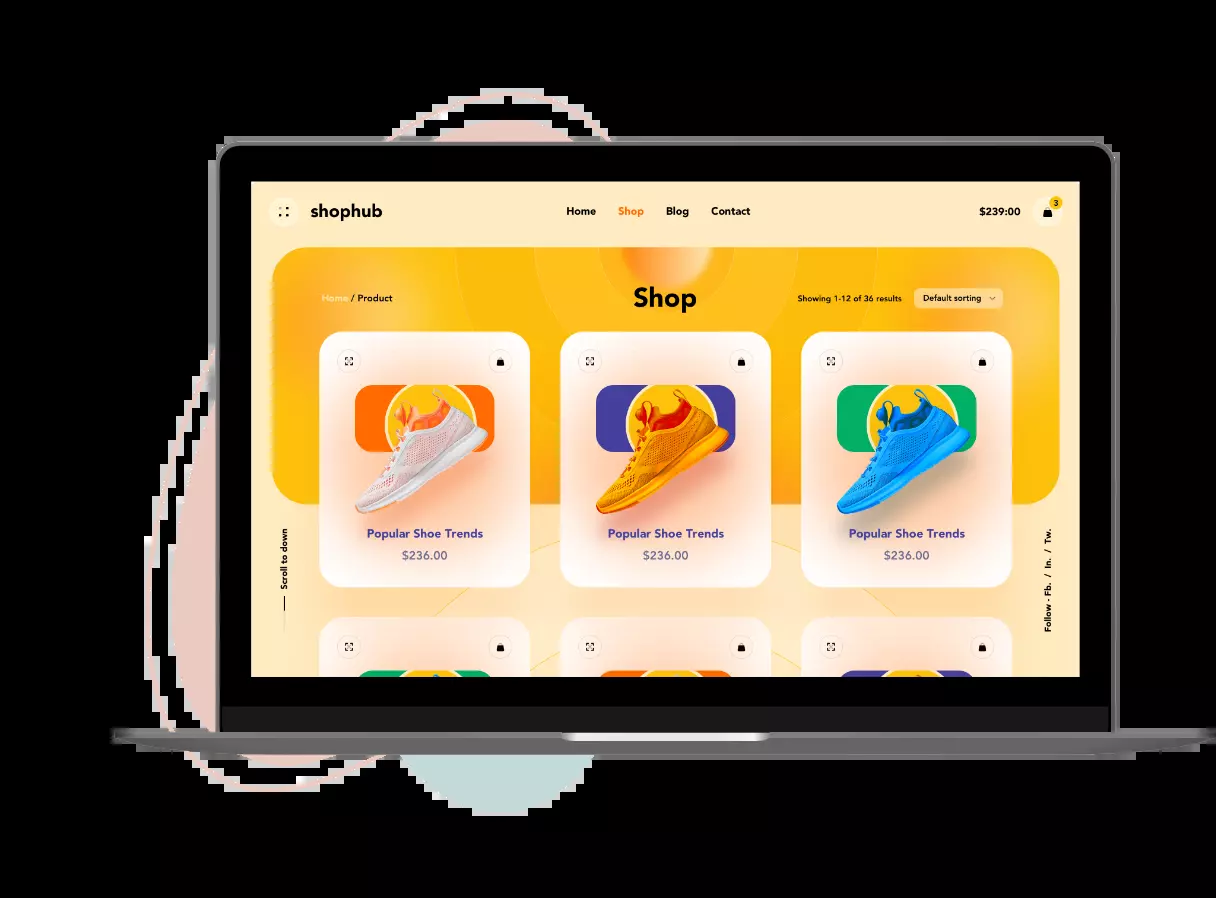 shophub
Home Shop Blog Contact
$239:00
3
Home / Product
Shop
Showing 1-12 of 36 results
Default sorting
Popular Shoe Trends
$236.00
Popular Shoe Trends
$236.00
Popular Shoe Trends
$236.00
Scroll to down
Follow - Fb. / In. / Tw.